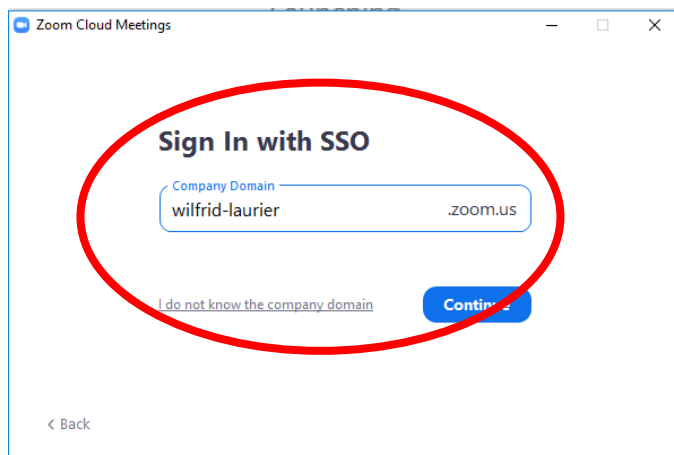 Zoom Cloud Meetings
Sign In with SSO
Company Domain
wilfrid-laurier .zoom.us
I do not know the company domain Continue
< Back